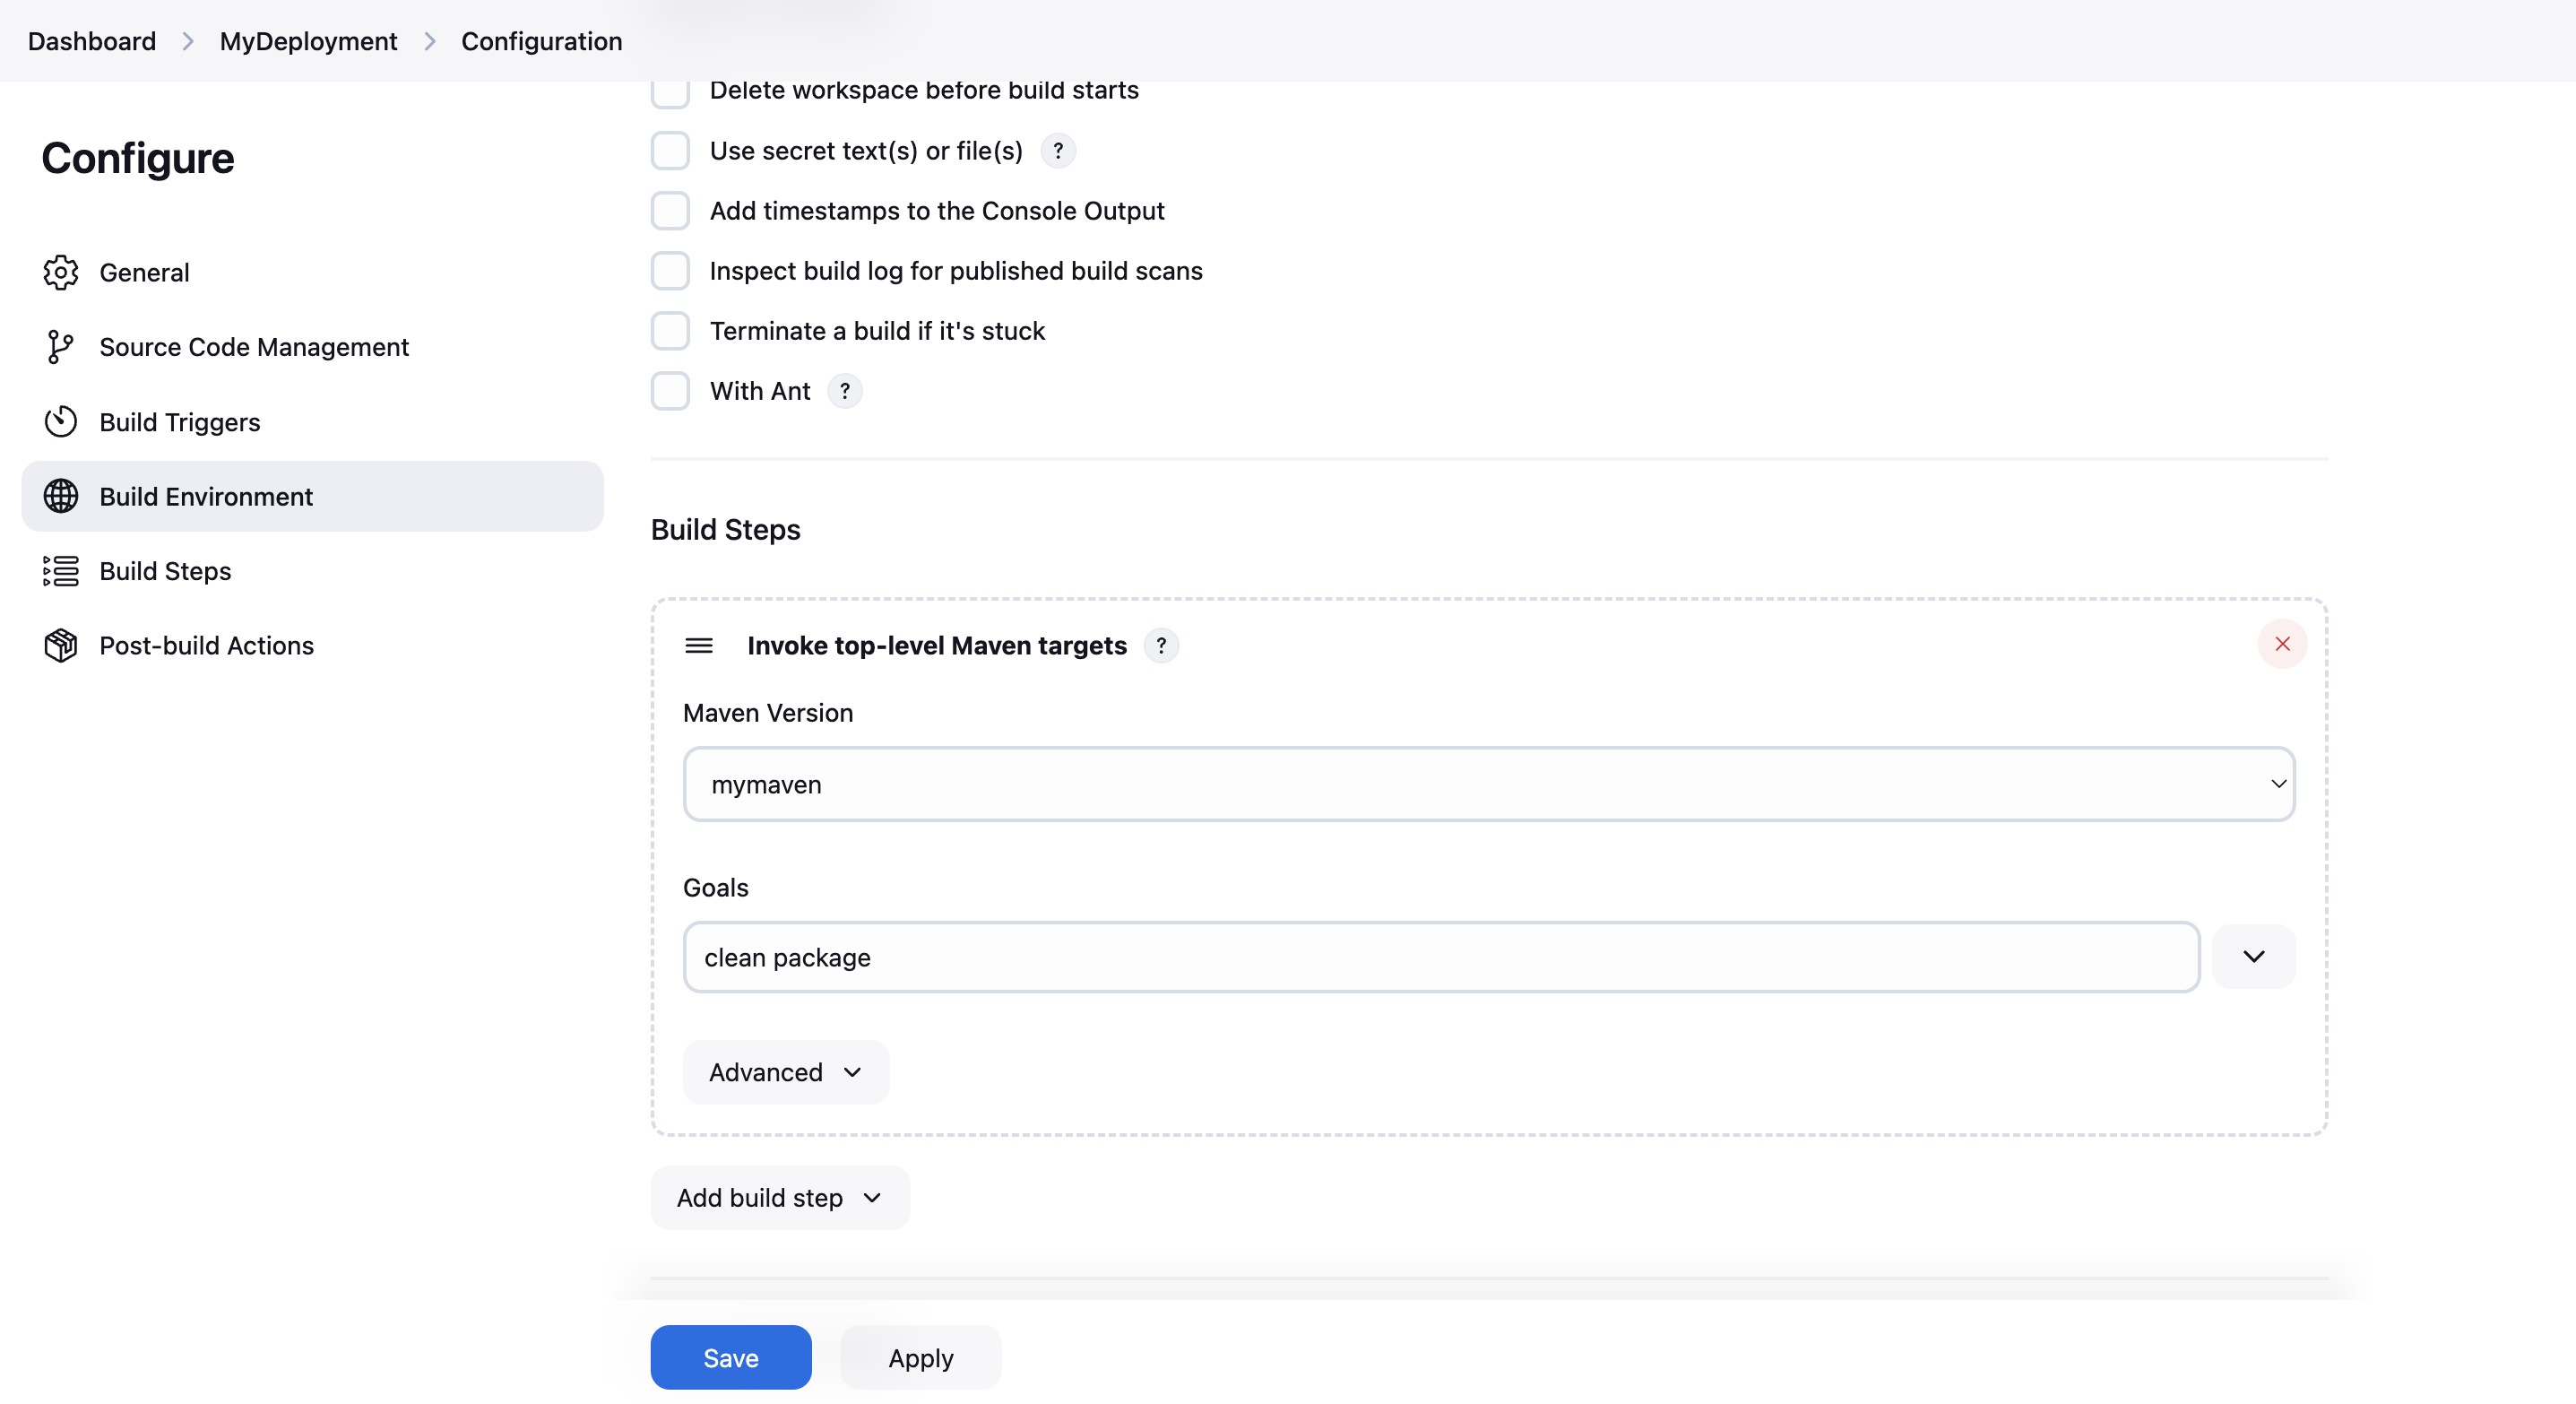 Dashboard > MyDeployment > Configuration
Configure
General
Source Code Management
Build Triggers
Build Environment
Build Steps
Post-build Actions
Delete workspace before build starts
Use secret text(s) or file(s) ?
Add timestamps to the Console Output
Inspect build log for published build scans
Terminate a build if it's stuck
With Ant ?
Build Steps
Invoke top-level Maven targets ?
Maven Version
mymaven
Goals
clean package
Advanced
Add build step
Save Apply